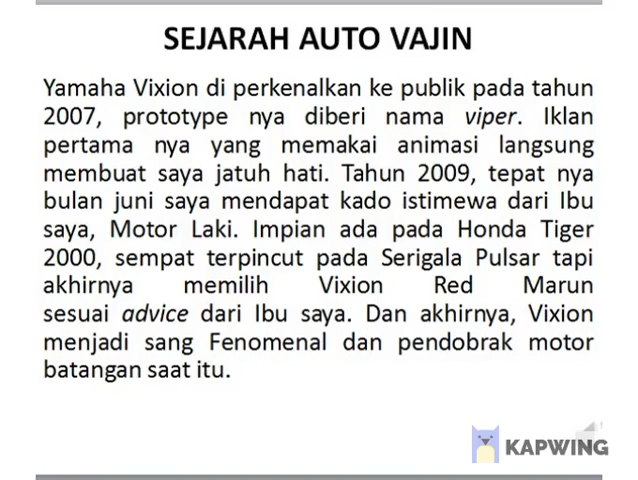 SEJARAH AUTO VAJIN
Yamaha Vixion di perkenalkan ke publik pada tahun
2007, prototype nya diberi nama viper. Iklan
pertama nya yang memakai animasi langsung
membuat saya jatuh hati. Tahun 2009, tepat nya
bulan juni saya mendapat kado istimewa dari Ibu
saya, Motor Laki. Impian ada pada Honda Tiger
2000, sempat terpincut pada Serigala Pulsar tapi
akhirnya memilih Vixion Red Marun
sesuai advice dari Ibu saya. Dan akhirnya, Vixion
menjadi sang Fenomenal dan pendobrak motor
batangan saat itu.
KAPWING